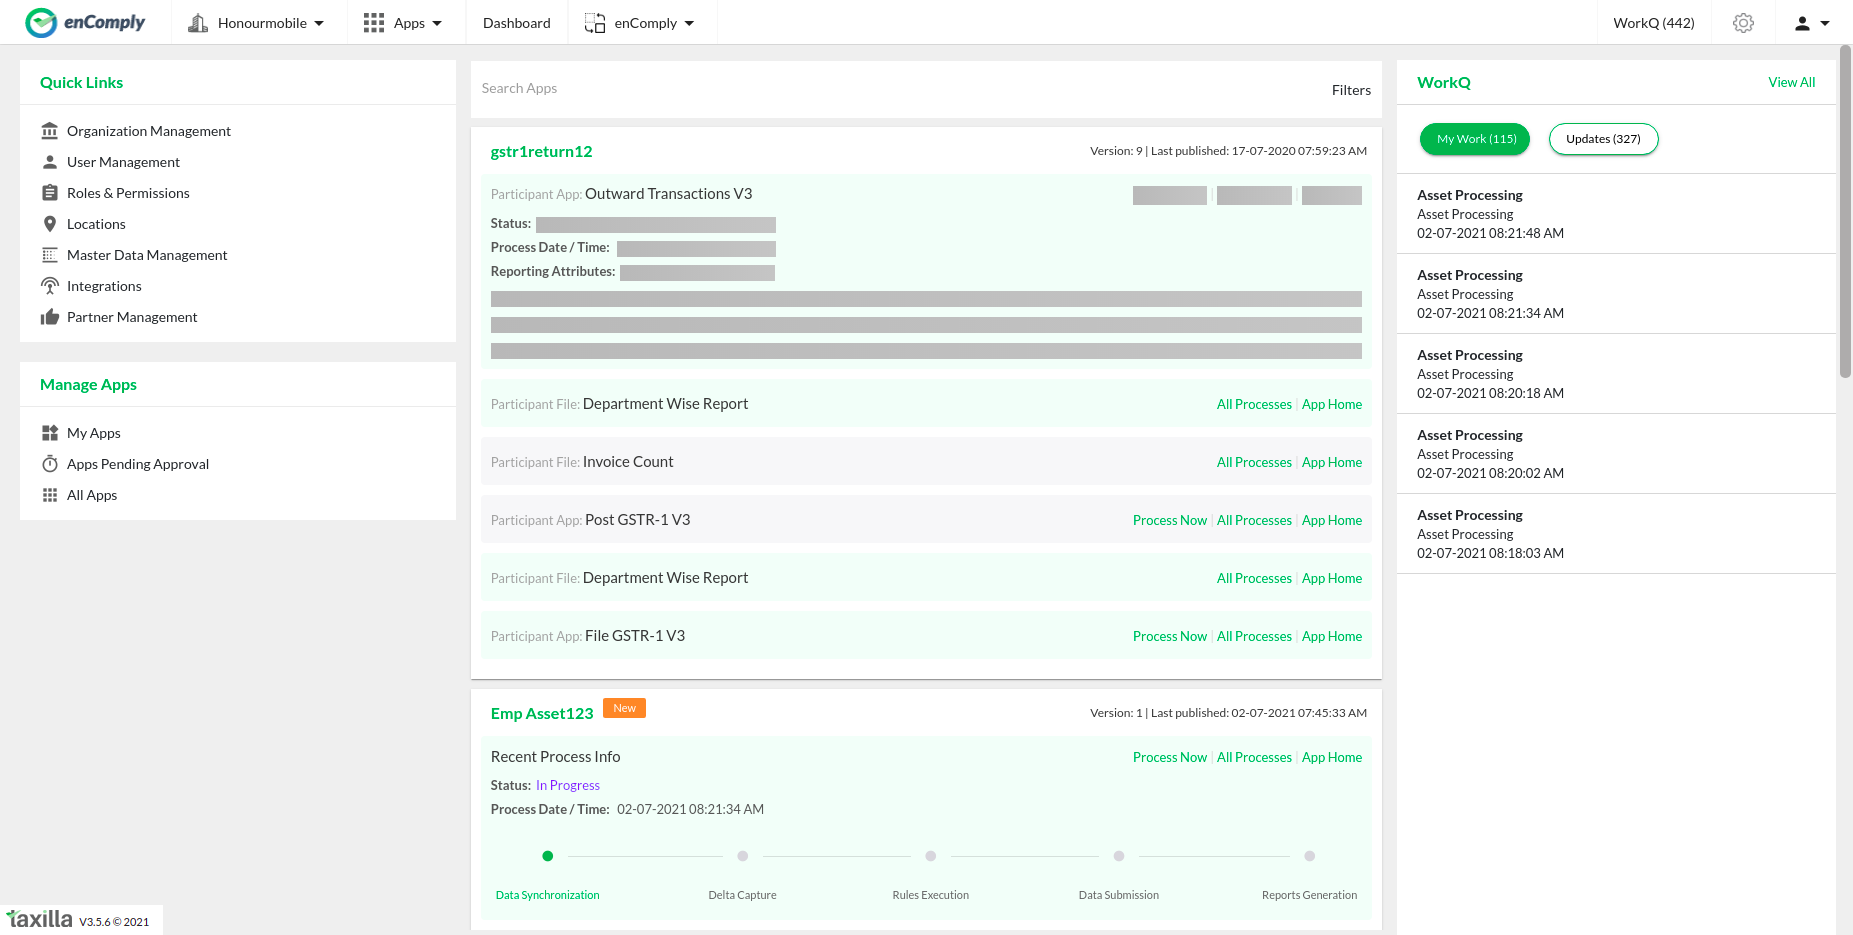 enComply
Honourmobile
Apps
Dashboard
enComply
WorkQ (442)
Quick Links
Organization Management
User Management
Roles & Permissions
Locations
Master Data Management
Integrations
Partner Management
Manage Apps
My Apps
Apps Pending Approval
All Apps
Search Apps
Filters
gstr1return12
Version: 9 | Last published: 17-07-2020 07:59:23 AM
Participant App: Outward Transactions V3
Status:
Process Date / Time:
Reporting Attributes:
Participant File: Department Wise Report
All Processes | App Home
Participant File: Invoice Count
All Processes | App Home
Participant App: Post GSTR-1 V3
Process Now | All Processes | App Home
Participant File: Department Wise Report
All Processes | App Home
Participant App: File GSTR-1 V3
Process Now | All Processes | App Home
Emp Asset123
New
Version: 1 | Last published: 02-07-2021 07:45:33 AM
Recent Process Info
Process Now | All Processes | App Home
Status: In Progress
Process Date / Time: 02-07-2021 08:21:34 AM
Data Synchronization
Delta Capture
Rules Execution
Data Submission
Reports Generation
WorkQ
View All
My Work (115)
Updates (327)
Asset Processing
Asset Processing
02-07-2021 08:21:48 AM
Asset Processing
Asset Processing
02-07-2021 08:21:34 AM
Asset Processing
Asset Processing
02-07-2021 08:20:18 AM
Asset Processing
Asset Processing
02-07-2021 08:20:02 AM
Asset Processing
Asset Processing
02-07-2021 08:18:03 AM
taxilla V3.5.6 © 2021